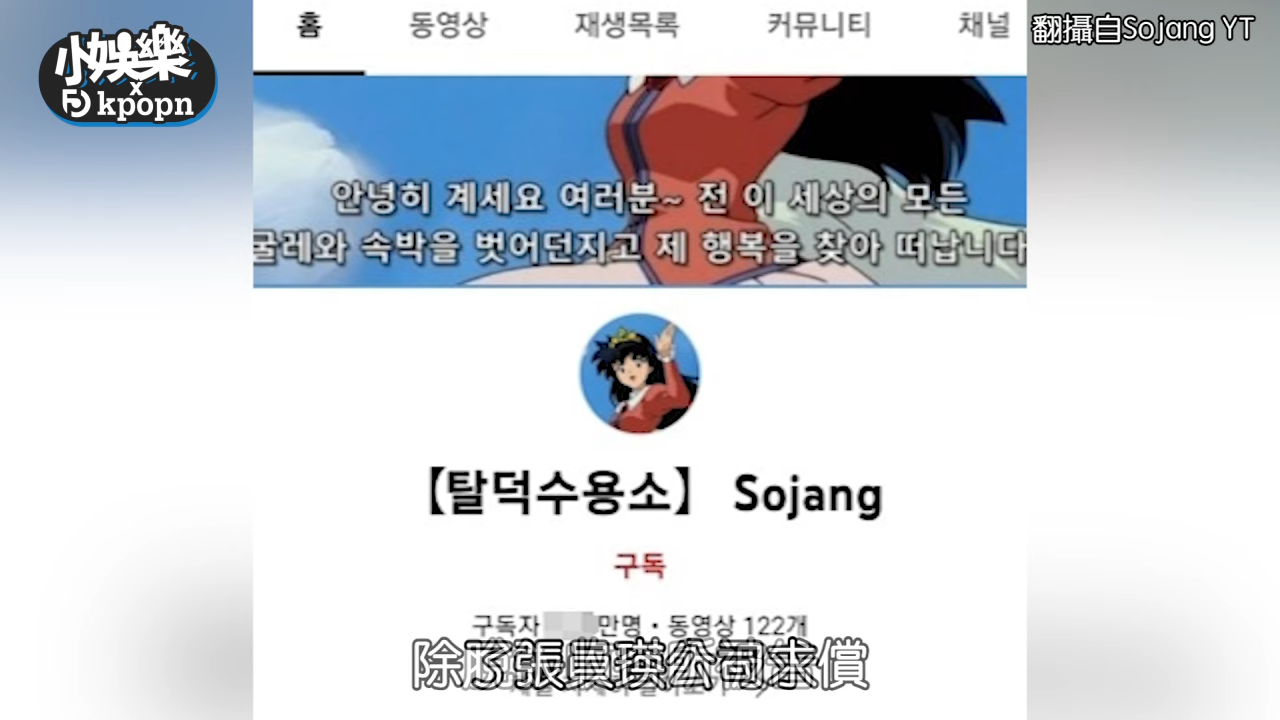 小娛樂
x
kpopn
翻攝自Sojang YT
홈 동영상 재생목록 커뮤니티 채널
안녕히 계세요 여러분~ 전 이 세상의 모든
굴레와 속박을 벗어던지고 제 행복을 찾아 떠납니다
【탈덕수용소】 Sojang
구독
구독자 만명 · 동영상 122개
除了張員瑛公司求償